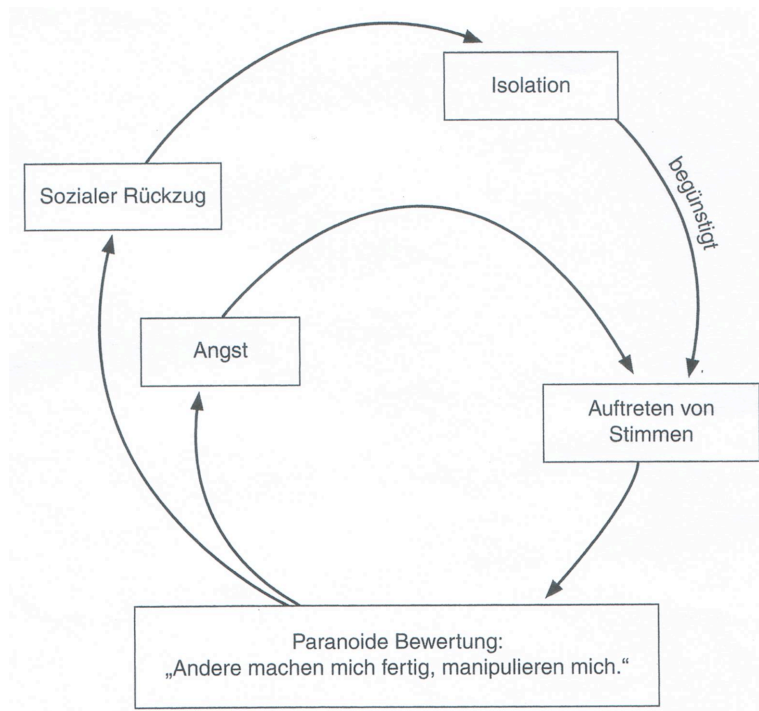 Isolation
begünstigt
Sozialer Rückzug
Angst
Auftreten von
Stimmen
Paranoide Bewertung:
„Andere machen mich fertig, manipulieren mich.“